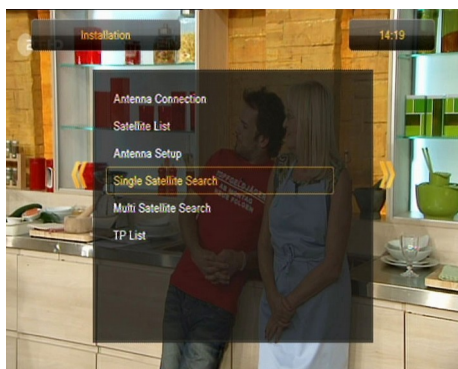 Installation
14:19
Antenna Connection
Satellite List
Antenna Setup
Single Satellite Search
Multi Satellite Search
TP List